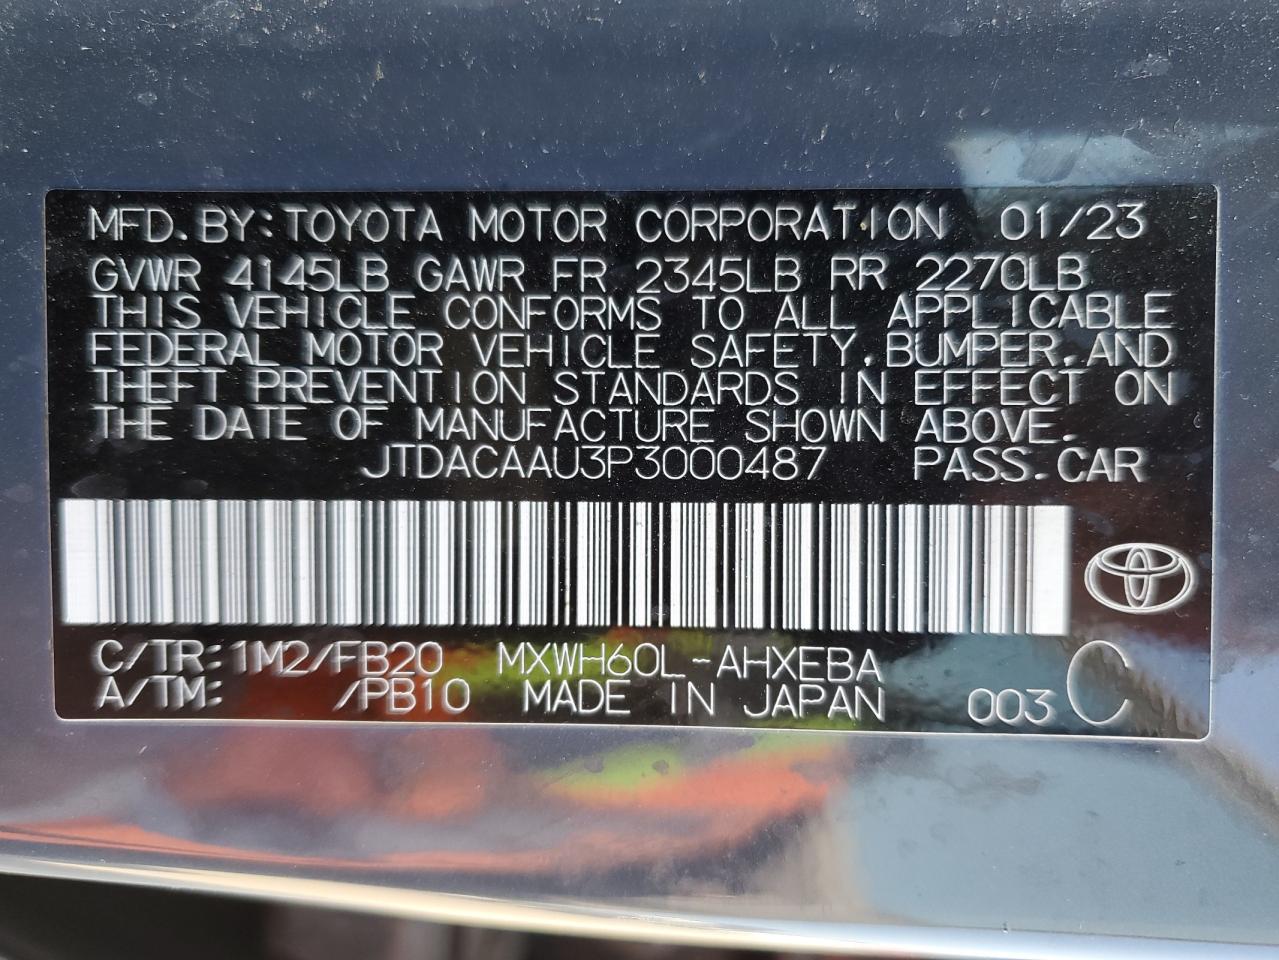 MFD.BY:TOYOTA MOTOR CORPORATION 01/23
GVWR 4145LB GAWR FR 2345LB RR 2270LB
THIS VEHICLE CONFORMS TO ALL APPLICABLE
FEDERAL MOTOR VEHICLE SAFETY,BUMPER,AND
THEFT PREVENTION STANDARDS IN EFFECT ON
THE DATE OF MANUFACTURE SHOWN ABOVE.
JTDACAAU3P3000487 PASS.CAR
C/TR:1M2/FB20 MXWH60L-AHXEBA
A/TM: /PB10 MADE IN JAPAN 003 C